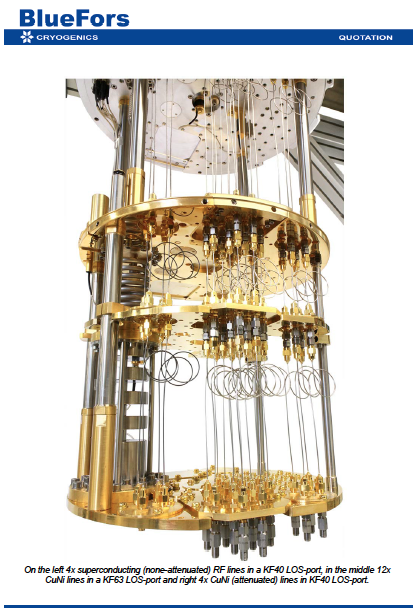 BlueFors
CRYOGENICS
QUOTATION
On the left 4x superconducting (none-attenuated) RF lines in a KF40 LOS-port, in the middle 12x
CuNi lines in a KF63 LOS-port and right 4x CuNi (attenuated) lines in KF40 LOS-port.